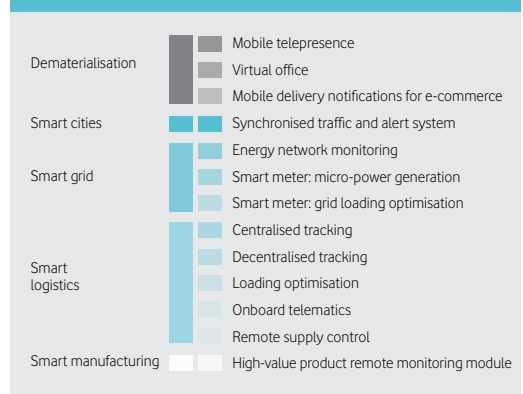 Dematerialisation
Mobile telepresence
Virtual office
Mobile delivery notifications for e-commerce
Smart cities
Synchronised traffic and alert system
Smart grid
Energy network monitoring
Smart meter: micro-power generation
Smart meter: grid loading optimisation
Smart
logistics
Centralised tracking
Decentralised tracking
Loading optimisation
Onboard telematics
Remote supply control
Smart manufacturing
High-value product remote monitoring module